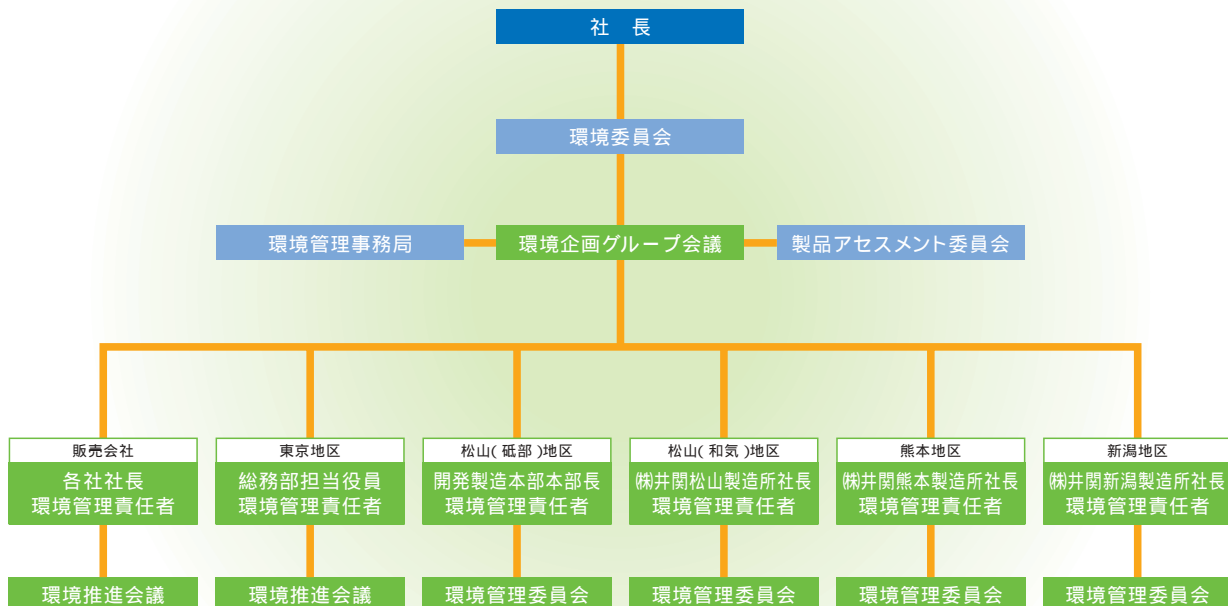 社 長
環境委員会
環境管理事務局
環境企画グループ会議
製品アセスメント委員会
販売会社
各社社長
環境管理責任者
環境推進会議
東京地区
総務部担当役員
環境管理責任者
環境推進会議
松山(砥部)地区
開発製造本部本部長
環境管理責任者
環境管理委員会
松山(和気)地区
㈱井関松山製造所社長
環境管理責任者
環境管理委員会
熊本地区
㈱井関熊本製造所社長
環境管理責任者
環境管理委員会
新潟地区
㈱井関新潟製造所社長
環境管理責任者
環境管理委員会